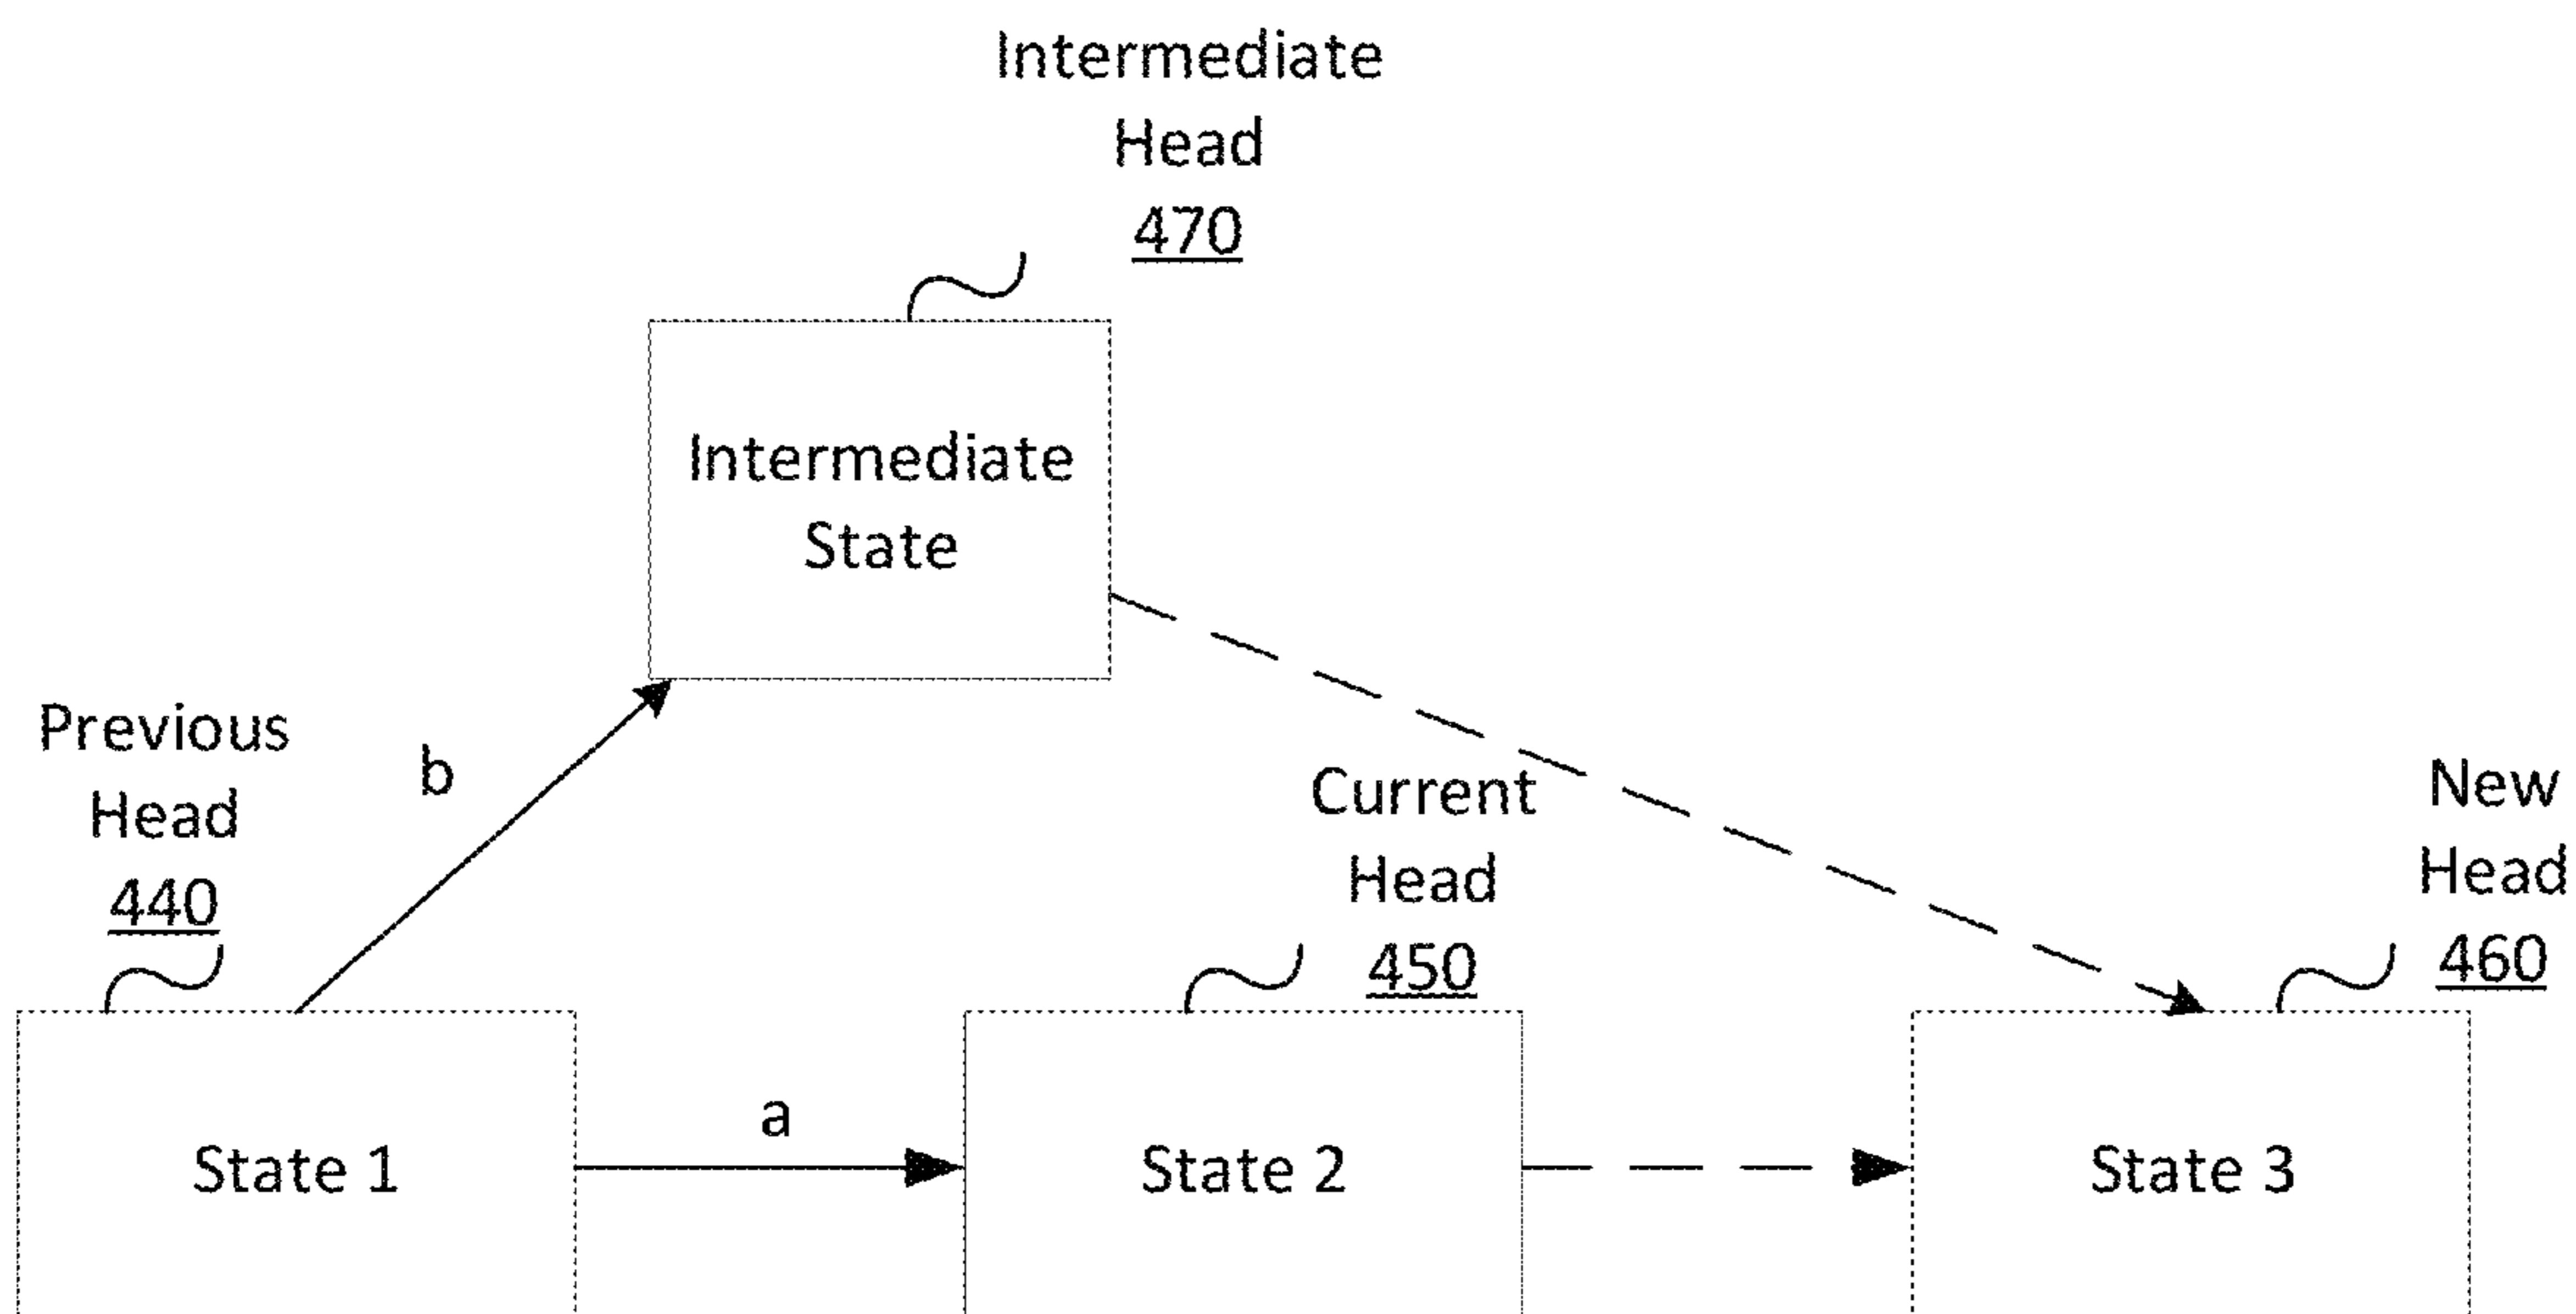 Intermediate
Head
470
Intermediate
State
Previous
Head
440
b
Current
Head
450
New
Head
460
State 1
a
State 2
State 3